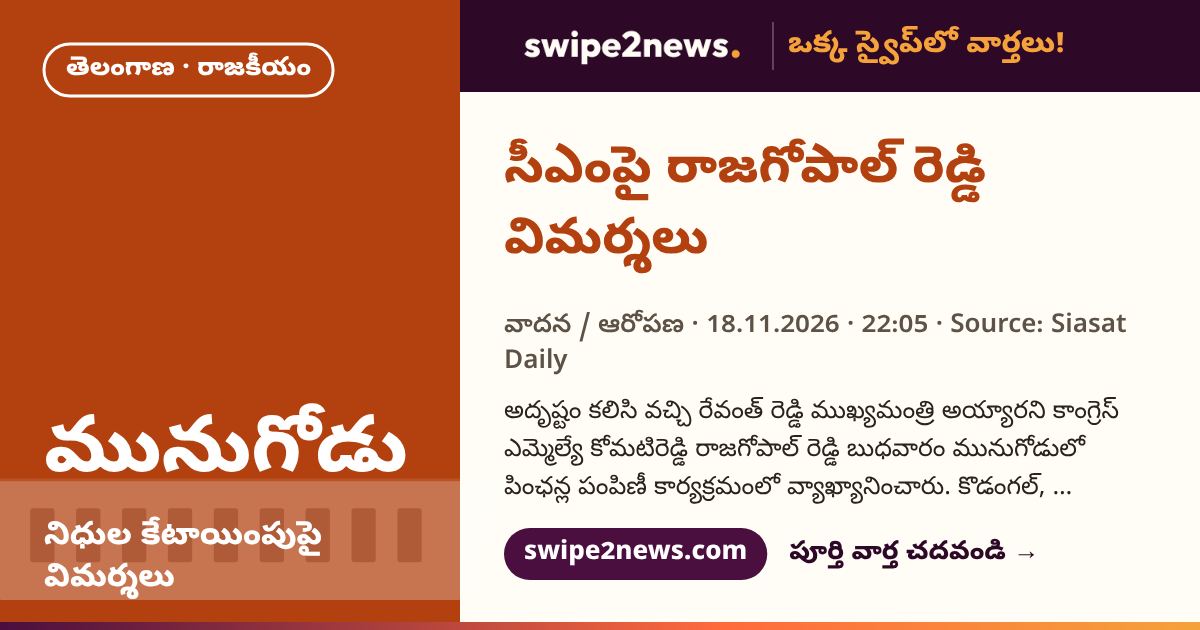 తెలంగాణ · రాజకీయం
మునుగోడు
నిధుల కేటాయింపుపై
విమర్శలు
swipe2news.
ఒక్క స్వైప్‌లో వార్తలు!
సీఎంపై రాజగోపాల్ రెడ్డి
విమర్శలు
వాదన / ఆరోపణ · 18.11.2026 · 22:05 · Source: Siasat
Daily
అదృష్టం కలిసి వచ్చి రేవంత్ రెడ్డి ముఖ్యమంత్రి అయ్యారని కాంగ్రెస్
ఎమ్మెల్యే కోమటిరెడ్డి రాజగోపాల్ రెడ్డి బుధవారం మునుగోడులో
పింఛన్ల పంపిణీ కార్యక్రమంలో వ్యాఖ్యానించారు. కొడంగల్, ...
swipe2news.com
పూర్తి వార్త చదవండి →